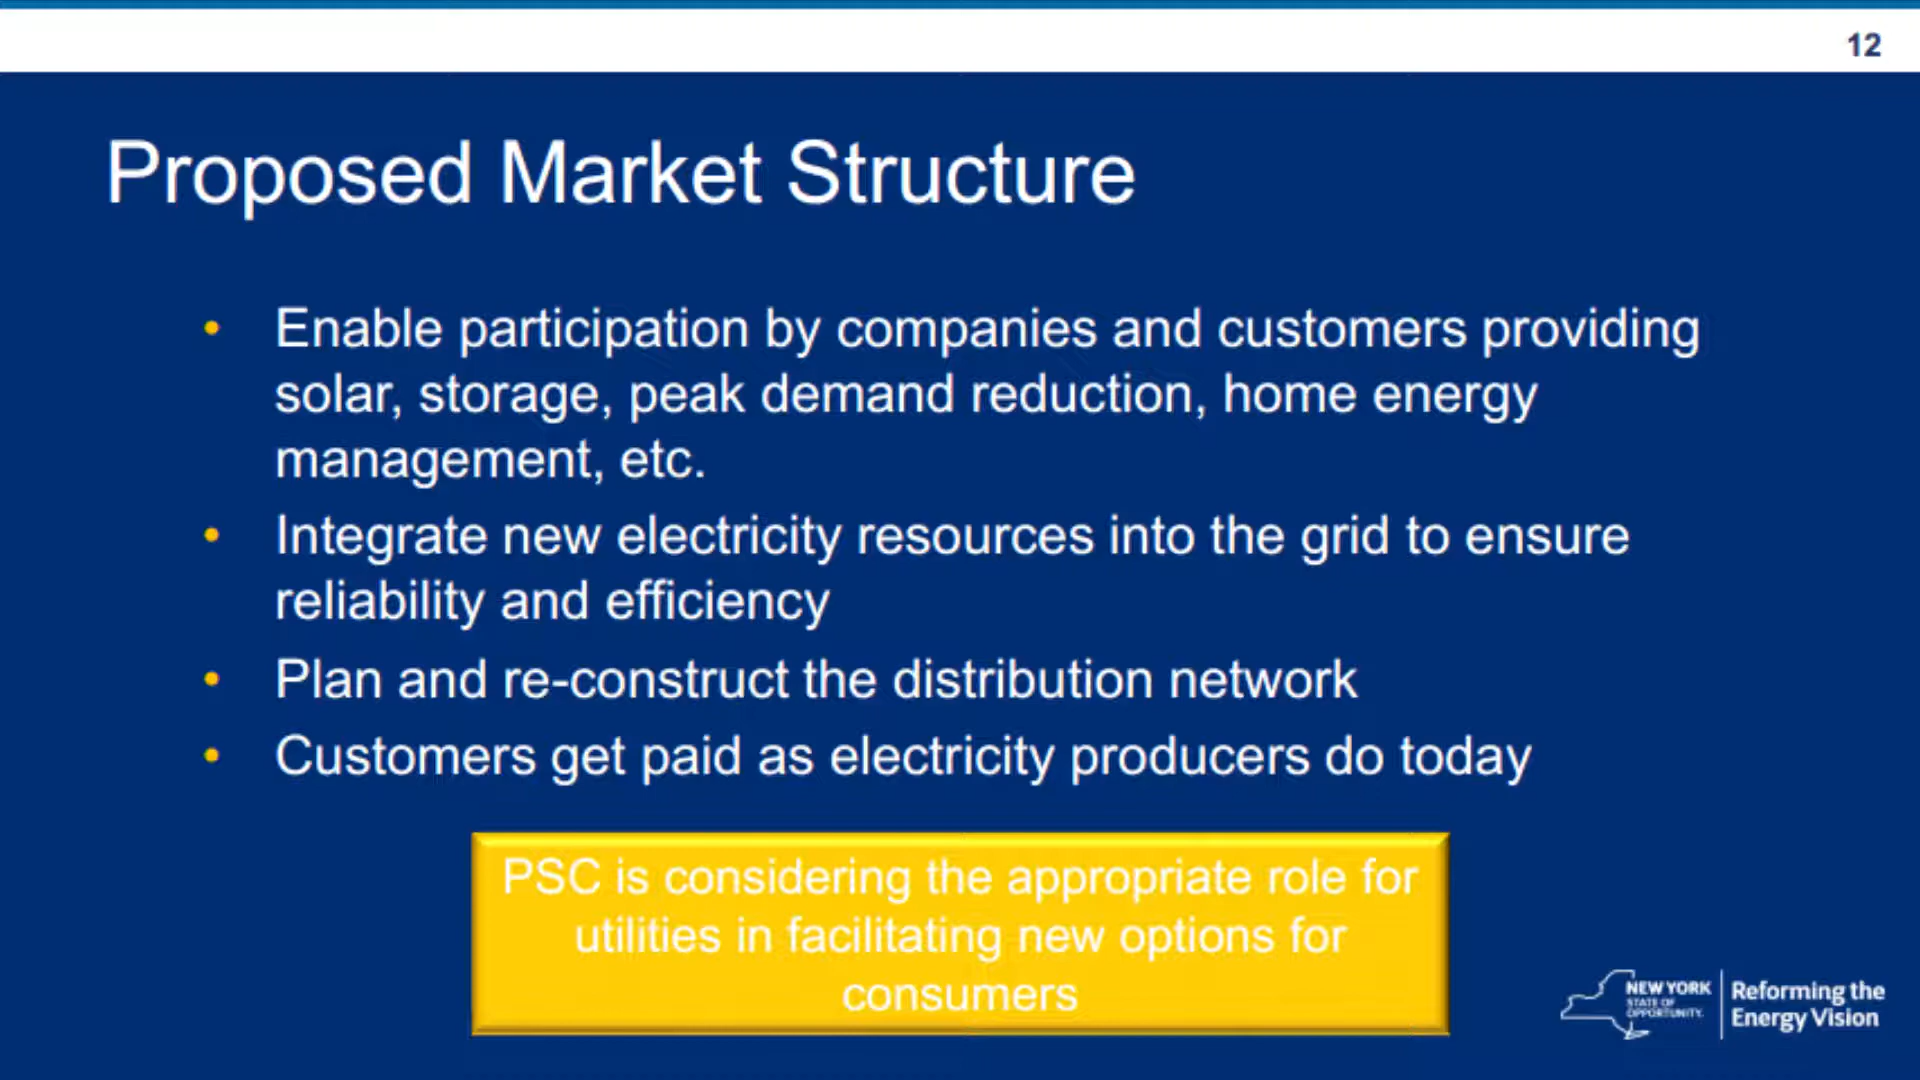 12
Proposed Market Structure
• Enable participation by companies and customers providing
solar, storage, peak demand reduction, home energy
management, etc.
• Integrate new electricity resources into the grid to ensure
reliability and efficiency
• Plan and re-construct the distribution network
• Customers get paid as electricity producers do today
PSC is considering the appropriate role for
utilities in facilitating new options for
consumers
NEW YORK
STATE OF
OPPORTUNITY.
Reforming the
Energy Vision